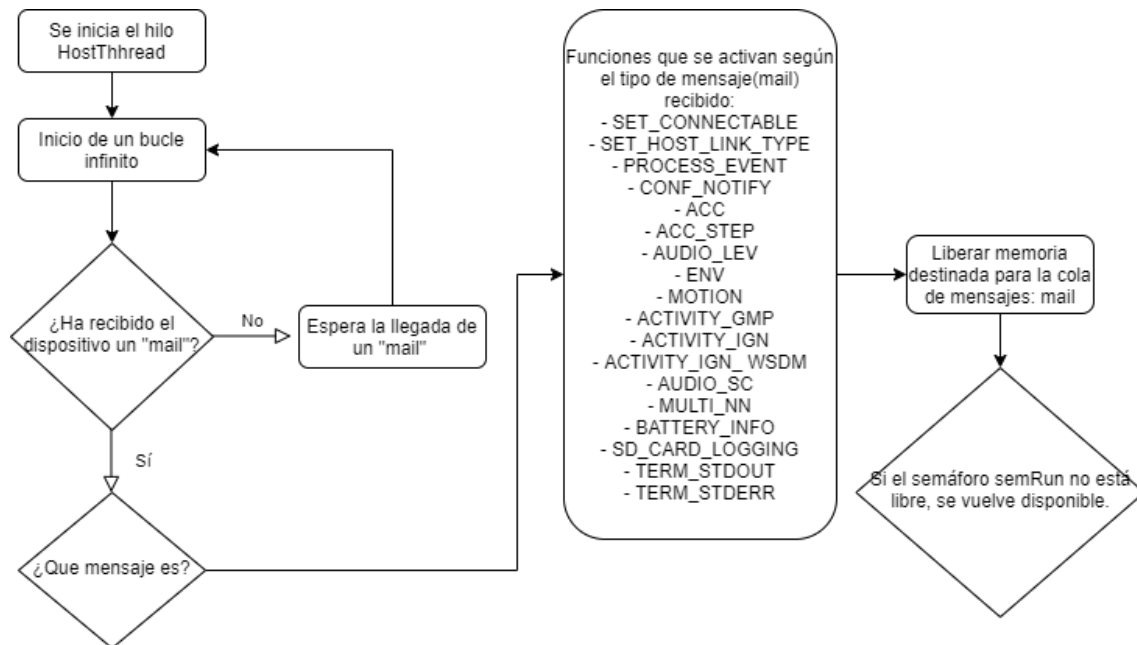 Se inicia el hilo
HostThhread
Inicio de un bucle
infinito
¿Ha recibido el
dispositivo un "mail"?
No
Espera la llegada de
un "mail"
Sí
¿Que mensaje es?
Funciones que se activan según
el tipo de mensaje(mail)
recibido:
- SET_CONNECTABLE
- SET_HOST_LINK_TYPE
- PROCESS_EVENT
- CONF_NOTIFY
- ACC
- ACC_STEP
- AUDIO_LEV
- ENV
- MOTION
- ACTIVITY_GMP
- ACTIVITY_IGN
- ACTIVITY_IGN_ WSDM
- AUDIO_SC
- MULTI_NN
- BATTERY_INFO
- SD_CARD_LOGGING
- TERM_STDOUT
- TERM_STDERR
Liberar memoria
destinada para la cola
de mensajes: mail
Si el semáforo semRun no está
libre, se vuelve disponible.